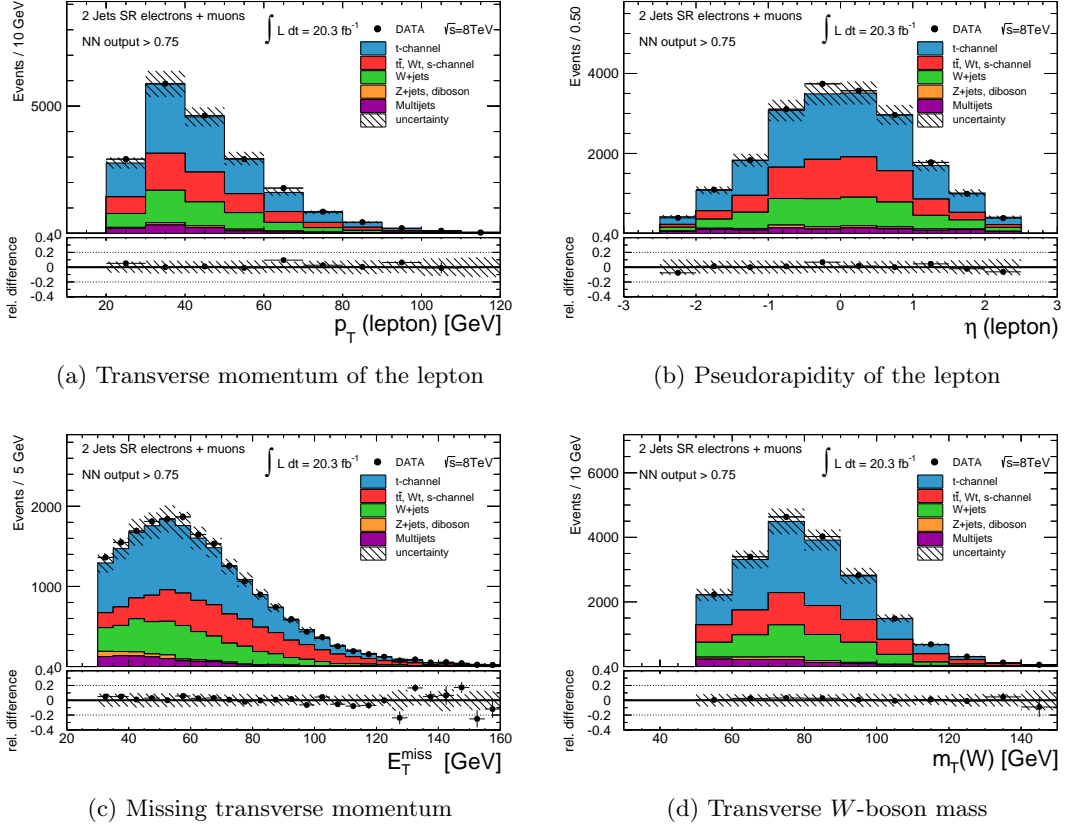 2 Jets SR electrons + muons
NN output > 0.75
∫ L dt = 20.3 fb⁻¹
DATA √s=8TeV
t-channel
tt̄, Wt, s-channel
W+jets
Z+jets, diboson
Multijets
uncertainty
Events / 10 GeV
5000
0
rel. difference
0.40
0.2
0
-0.2
-0.4
20 40 60 80 100 120
p_T (lepton) [GeV]
(a) Transverse momentum of the lepton
2 Jets SR electrons + muons
NN output > 0.75
∫ L dt = 20.3 fb⁻¹
DATA √s=8TeV
t-channel
tt̄, Wt, s-channel
W+jets
Z+jets, diboson
Multijets
uncertainty
Events / 0.50
4000
2000
0
rel. difference
0.40
0.2
0
-0.2
-0.4
-3 -2 -1 0 1 2 3
η (lepton)
(b) Pseudorapidity of the lepton
2 Jets SR electrons + muons
NN output > 0.75
∫ L dt = 20.3 fb⁻¹
DATA √s=8TeV
t-channel
tt̄, Wt, s-channel
W+jets
Z+jets, diboson
Multijets
uncertainty
Events / 5 GeV
2000
1000
0
rel. difference
0.40
0.2
0
-0.2
-0.4
20 40 60 80 100 120 140 160
E_T^miss [GeV]
(c) Missing transverse momentum
2 Jets SR electrons + muons
NN output > 0.75
∫ L dt = 20.3 fb⁻¹
DATA √s=8TeV
t-channel
tt̄, Wt, s-channel
W+jets
Z+jets, diboson
Multijets
uncertainty
Events / 10 GeV
6000
4000
2000
0
rel. difference
0.40
0.2
0
-0.2
-0.4
40 60 80 100 120 140
m_T(W) [GeV]
(d) Transverse W-boson mass